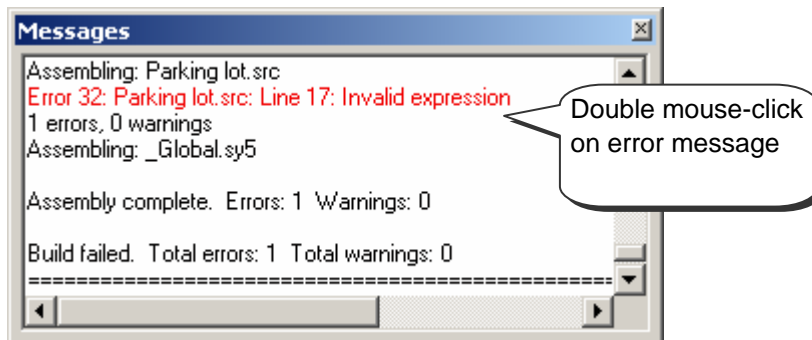 Messages
Assembling: Parking lot.src
Error 32: Parking lot.src: Line 17: Invalid expression
1 errors, 0 warnings
Assembling: _Global.sy5
Assembly complete.  Errors: 1  Warnings: 0
Build failed.  Total errors: 1  Total warnings: 0
==================================================
Double mouse-click
on error message